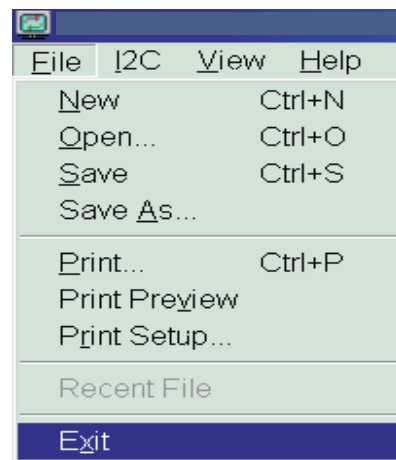 File I2C View Help
New Ctrl+N
Open... Ctrl+O
Save Ctrl+S
Save As...
Print... Ctrl+P
Print Preview
Print Setup...
Recent File
Exit